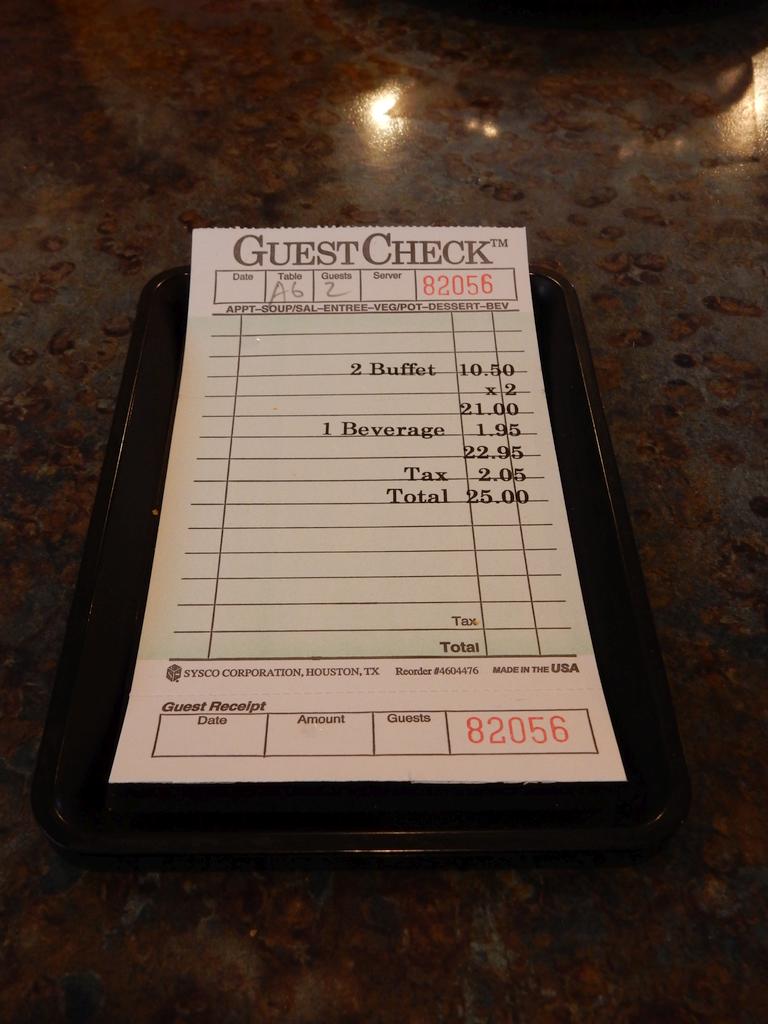 GUEST CHECK™
Date Table Guests Server 82056
A6 2
APPT-SOUP/SAL-ENTREE-VEG/POT-DESSERT-BEV
2 Buffet 10.50
x 2
21.00
1 Beverage 1.95
22.95
Tax 2.05
Total 25.00
Tax
Total
SYSCO CORPORATION, HOUSTON, TX Reorder #4604476 MADE IN THE USA
Guest Receipt
Date Amount Guests 82056